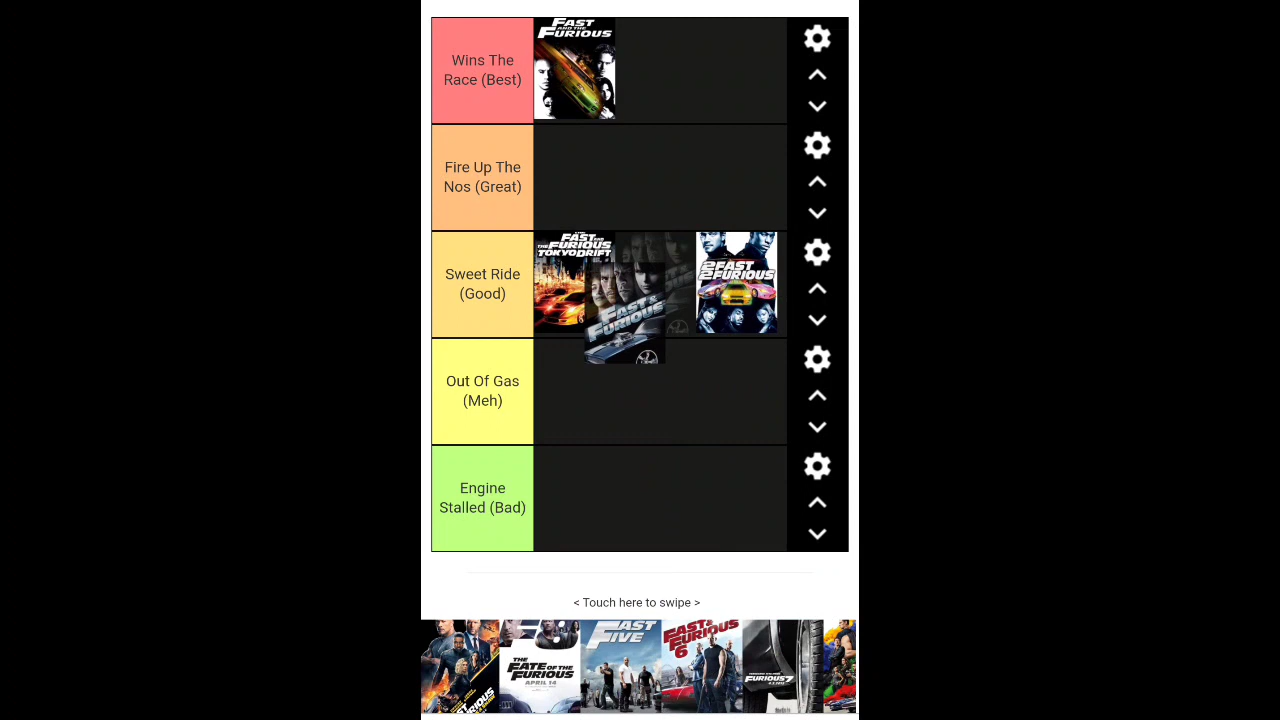 Wins The
Race (Best)
FAST
AND THE
FURIOUS
Fire Up The
Nos (Great)
Sweet Ride
(Good)
THE
FAST AND
THE FURIOUS
TOKYO DRIFT
FAST &
FURIOUS
2 FAST
2 FURIOUS
Out Of Gas
(Meh)
Engine
Stalled (Bad)
< Touch here to swipe >
THE
FATE OF THE
FURIOUS
APRIL 14
FAST
FIVE
FAST &
FURIOUS
6
FURIOUS 7